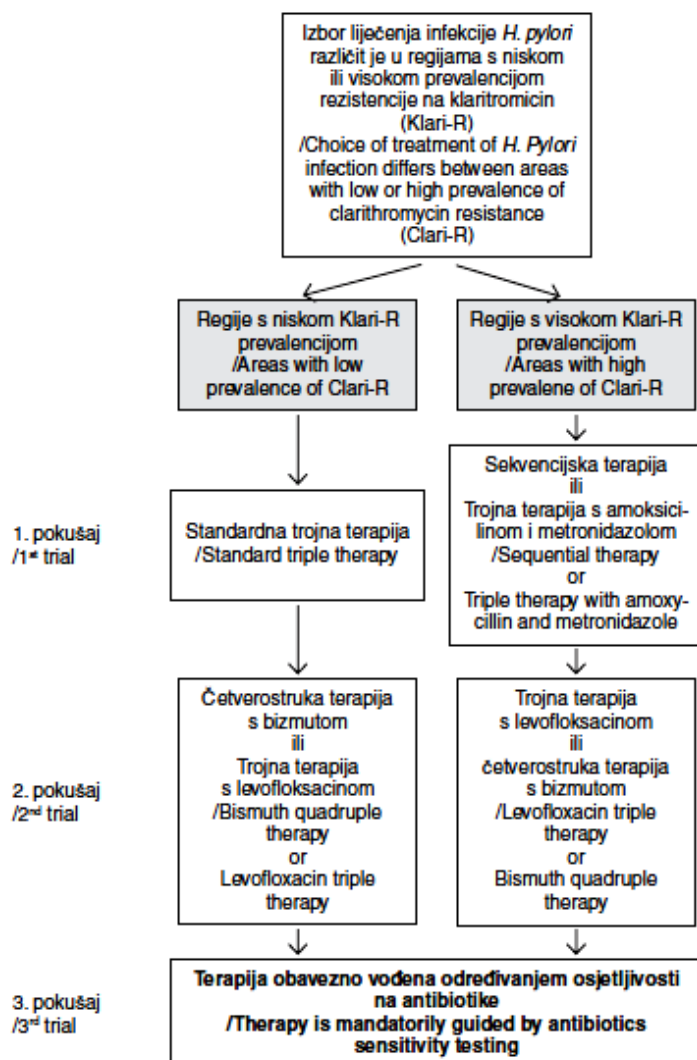 Izbor liječenja infekcije H. pylori
različit je u regijama s niskom
ili visokom prevalencijom
rezistencije na klaritromicin
(Klari-R)
/Choice of treatment of H. Pylori
infection differs between areas
with low or high prevalence of
clarithromycin resistance
(Clari-R)
Regije s niskom Klari-R
prevalencijom
/Areas with low
prevalence of Clari-R
Regije s visokom Klari-R
prevalencijom
/Areas with high
prevalene of Clari-R
1. pokušaj
/1st trial
Standardna trojna terapija
/Standard triple therapy
Sekvencijska terapija
ili
Trojna terapija s amoksici-
linom i metronidazolom
/Sequential therapy
or
Triple therapy with amoxy-
cillin and metronidazole
2. pokušaj
/2nd trial
Četverostruka terapija
s bizmutom
ili
Trojna terapija
s levofloksacinom
/Bismuth quadruple
therapy
or
Levofloxacin triple
therapy
Trojna terapija
s levofloksacinom
ili
četverostruka terapija
s bizmutom
/Levofloxacin triple
therapy
or
Bismuth quadruple
therapy
3. pokušaj
/3rd trial
Terapija obavezno vođena određivanjem osjetljivosti
na antibiotike
/Therapy is mandatorily guided by antibiotics
sensitivity testing